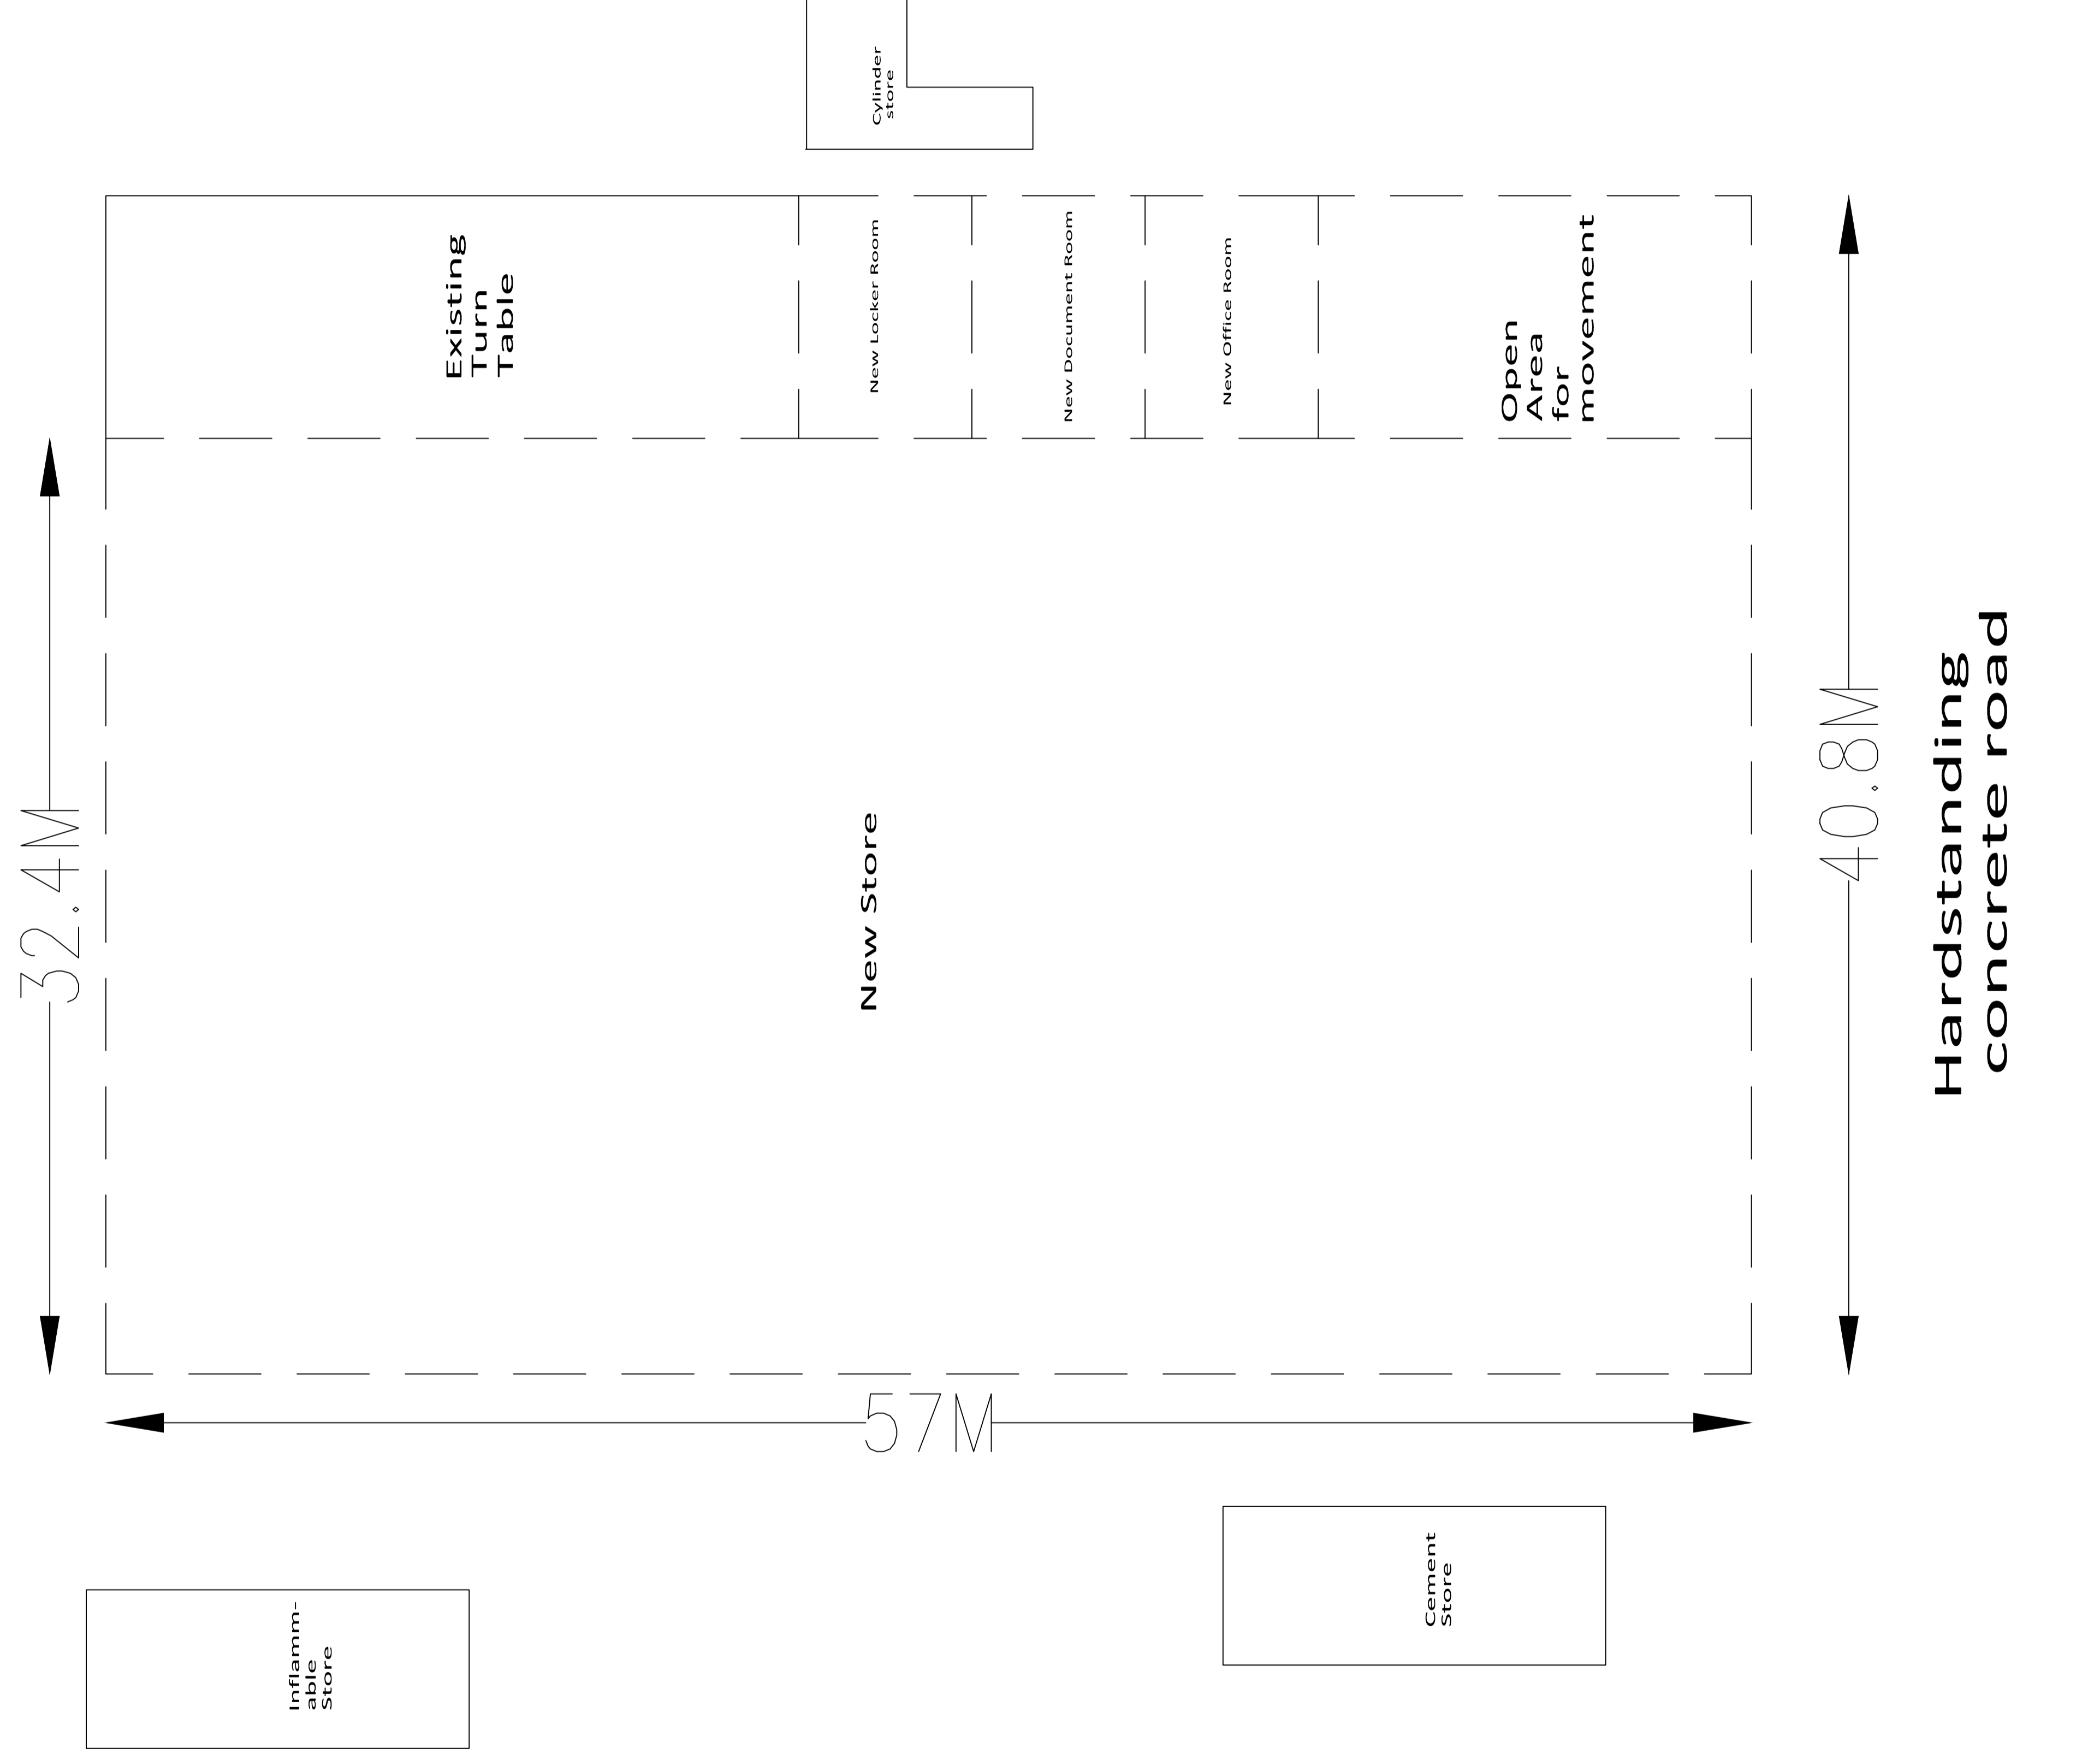 Cylinder
store
Existing
Turn
Table
New Locker Room
New Document Room
New Office Room
Open
Area
for
movement
32.4M
New Store
40.8M
Hardstanding
concrete road
57M
Cement
Store
Inflamm-
able
Store